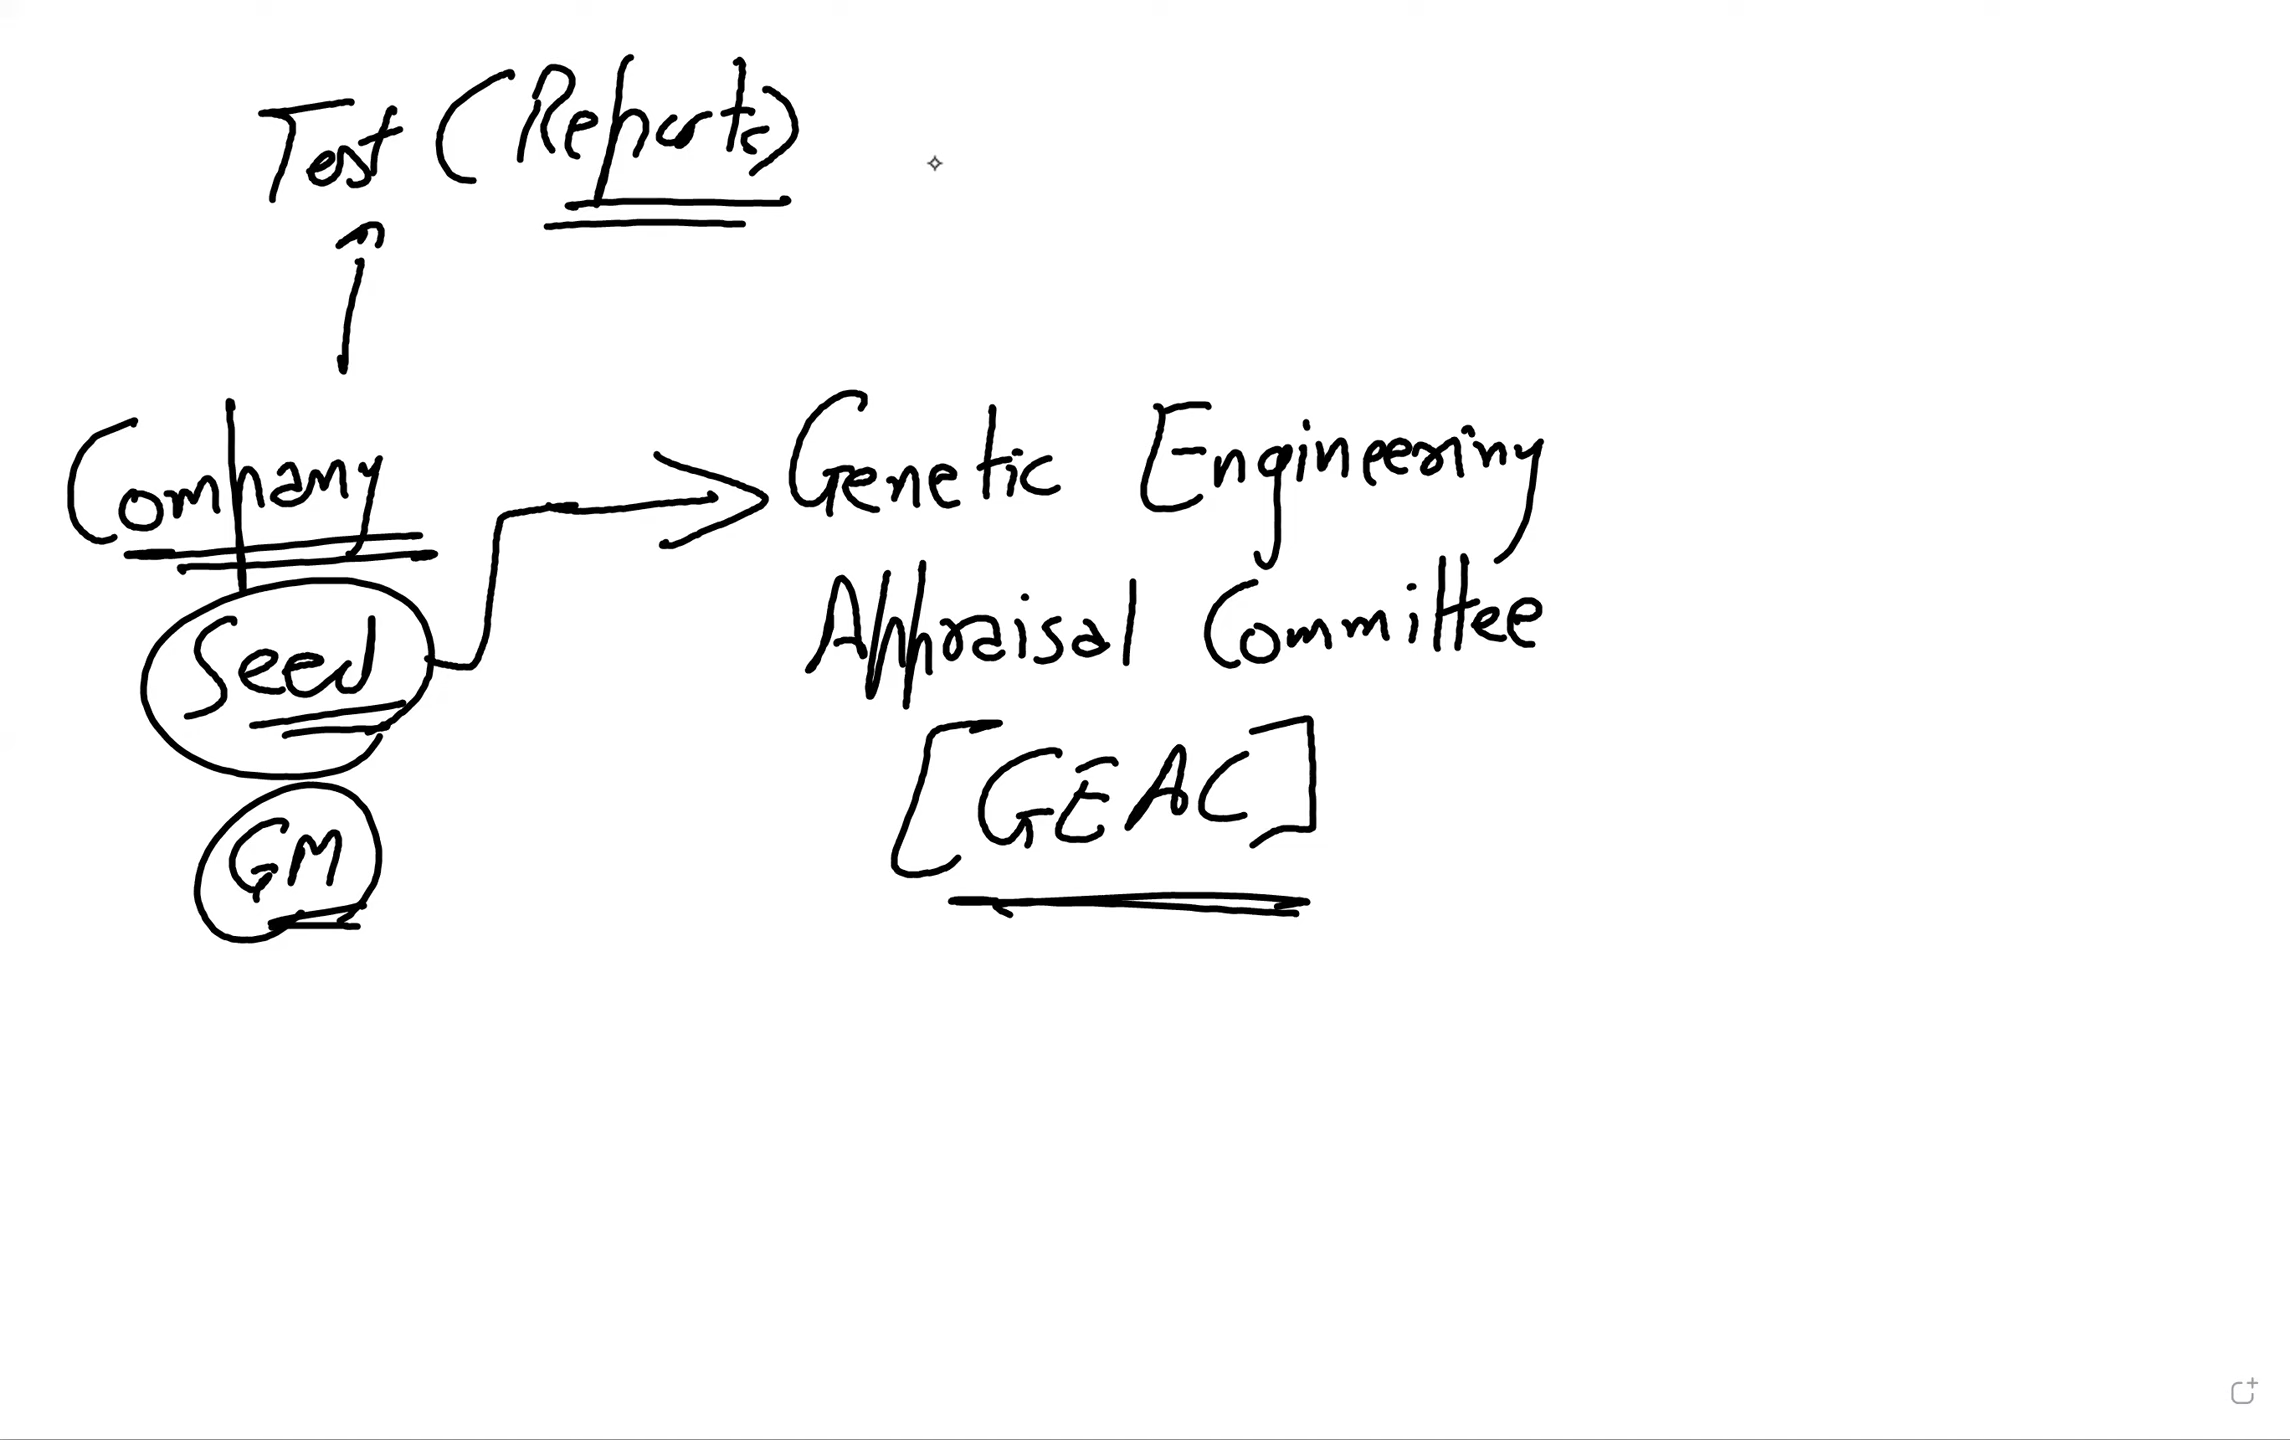 Test (Reports)
Company
Genetic Engineering
Seed
Appraisal Committee
[GEAC]
GM